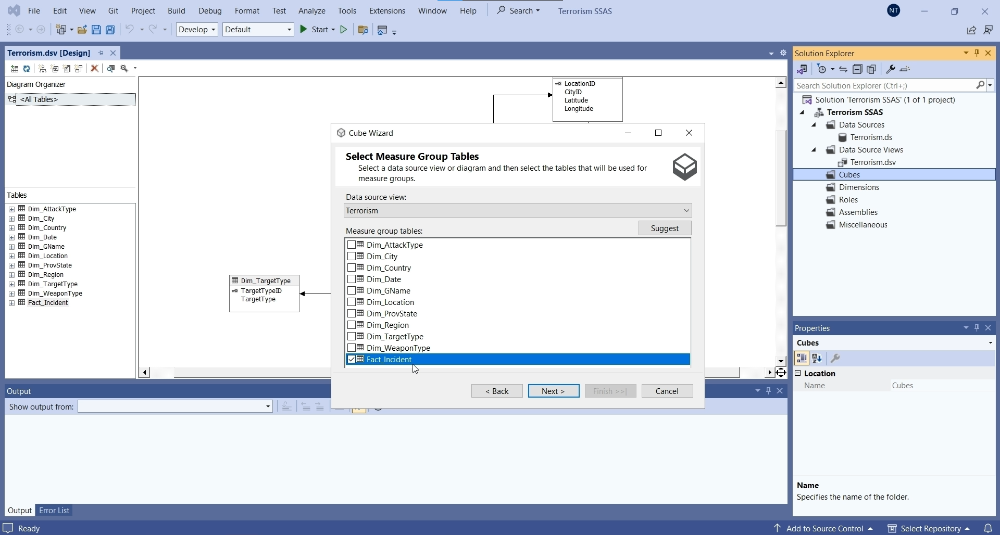 File Edit View Git Project Build Debug Format Test Analyze Tools Extensions Window Help Search Terrorism SSAS NT
Develop Default Start
Terrorism.dsv [Design]
Diagram Organizer
<All Tables>
Tables
Dim_AttackType
Dim_City
Dim_Country
Dim_Date
Dim_GName
Dim_Location
Dim_ProvState
Dim_Region
Dim_TargetType
Dim_WeaponType
Fact_Incident
LocationID
CityID
Latitude
Longitude
Dim_TargetType
TargetTypeID
TargetType
Cube Wizard
Select Measure Group Tables
Select a data source view or diagram and then select the tables that will be used for
measure groups.
Data source view:
Terrorism
Measure group tables:
Suggest
Dim_AttackType
Dim_City
Dim_Country
Dim_Date
Dim_GName
Dim_Location
Dim_ProvState
Dim_Region
Dim_TargetType
Dim_WeaponType
Fact_Incident
< Back Next > Finish >>| Cancel
Solution Explorer
Search Solution Explorer (Ctrl+;)
Solution 'Terrorism SSAS' (1 of 1 project)
Terrorism SSAS
Data Sources
Terrorism.ds
Data Source Views
Terrorism.dsv
Cubes
Dimensions
Roles
Assemblies
Miscellaneous
Properties
Cubes
Location
Name Cubes
Name
Specifies the name of the folder.
Output
Show output from:
Output Error List
Ready Add to Source Control Select Repository